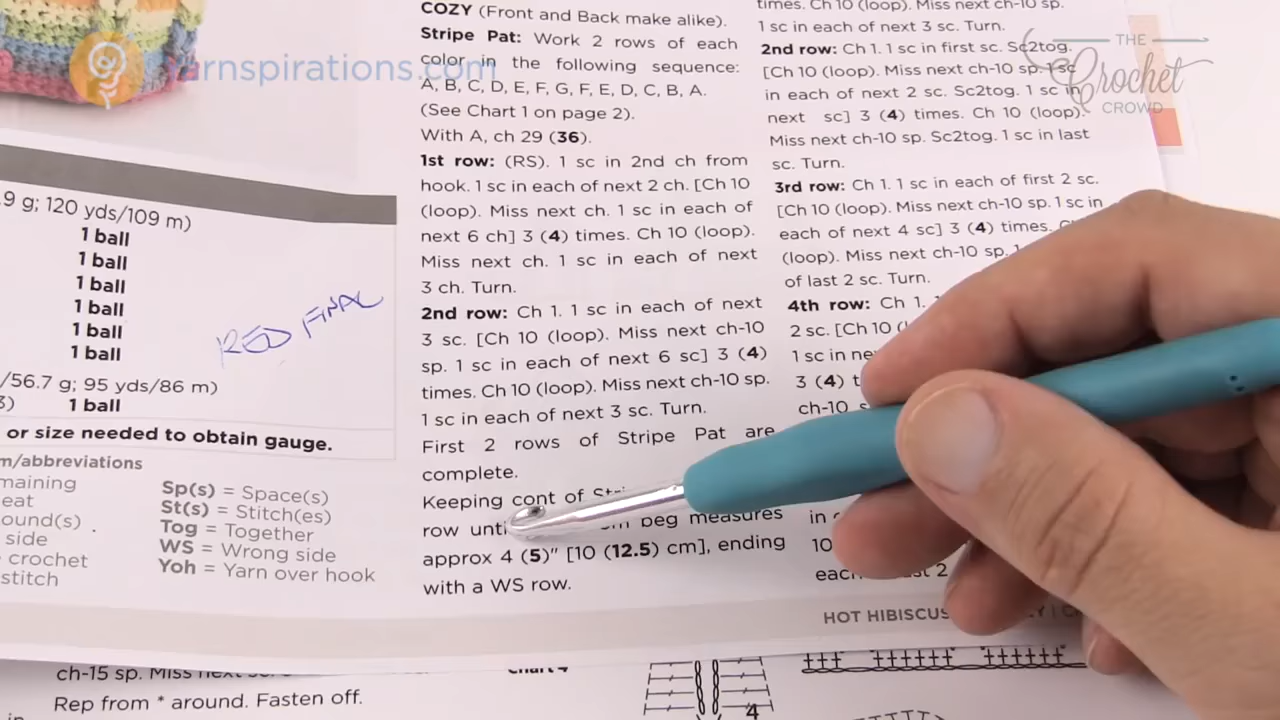 Yarnspirations.com
THE
Crochet
CROWD
.9 g; 120 yds/109 m)
1 ball
1 ball
1 ball
1 ball
1 ball
1 ball
/56.7 g; 95 yds/86 m)
3) 1 ball
or size needed to obtain gauge.
RED FINAL
m/abbreviations
maining
eat
ound(s) .
side
crochet
stitch
Sp(s) = Space(s)
St(s) = Stitch(es)
Tog = Together
WS = Wrong side
Yoh = Yarn over hook
COZY (Front and Back make alike).
Stripe Pat: Work 2 rows of each
color in the following sequence:
A, B, C, D, E, F, G, F, E, D, C, B, A.
(See Chart 1 on page 2).
With A, ch 29 (36).
1st row: (RS). 1 sc in 2nd ch from
hook. 1 sc in each of next 2 ch. [Ch 10
(loop). Miss next ch. 1 sc in each of
next 6 ch] 3 (4) times. Ch 10 (loop).
Miss next ch. 1 sc in each of next
3 ch. Turn.
2nd row: Ch 1. 1 sc in each of next
3 sc. [Ch 10 (loop). Miss next ch-10
sp. 1 sc in each of next 6 sc] 3 (4)
times. Ch 10 (loop). Miss next ch-10 sp.
1 sc in each of next 3 sc. Turn.
First 2 rows of Stripe Pat are
complete.
Keeping cont of
row beg measures
approx 4 (5)" [10 (12.5) cm], ending
with a WS row.
times. Ch 10 (loop). Miss next ch-10 sp.
1 sc in each of next 3 sc. Turn.
2nd row: Ch 1. 1 sc in first sc. Sc2tog.
[Ch 10 (loop). Miss next ch-10 sp. 1 sc
in each of next 2 sc. Sc2tog. 1 sc in
next sc] 3 (4) times. Ch 10 (loop).
Miss next ch-10 sp. Sc2tog. 1 sc in last
sc. Turn.
3rd row: Ch 1. 1 sc in each of first 2 sc.
[Ch 10 (loop). Miss next ch-10 sp. 1 sc in
each of next 4 sc] 3 (4) times.
(loop). Miss next ch-10 sp.
of last 2 sc. Turn.
4th row: Ch 1.
2 sc. [Ch 10
1 sc in
3 (4)
ch-10
in
10
2
HOT HIBISCUS
ch-15 sp. Miss
Rep from * around. Fasten off.
in
4